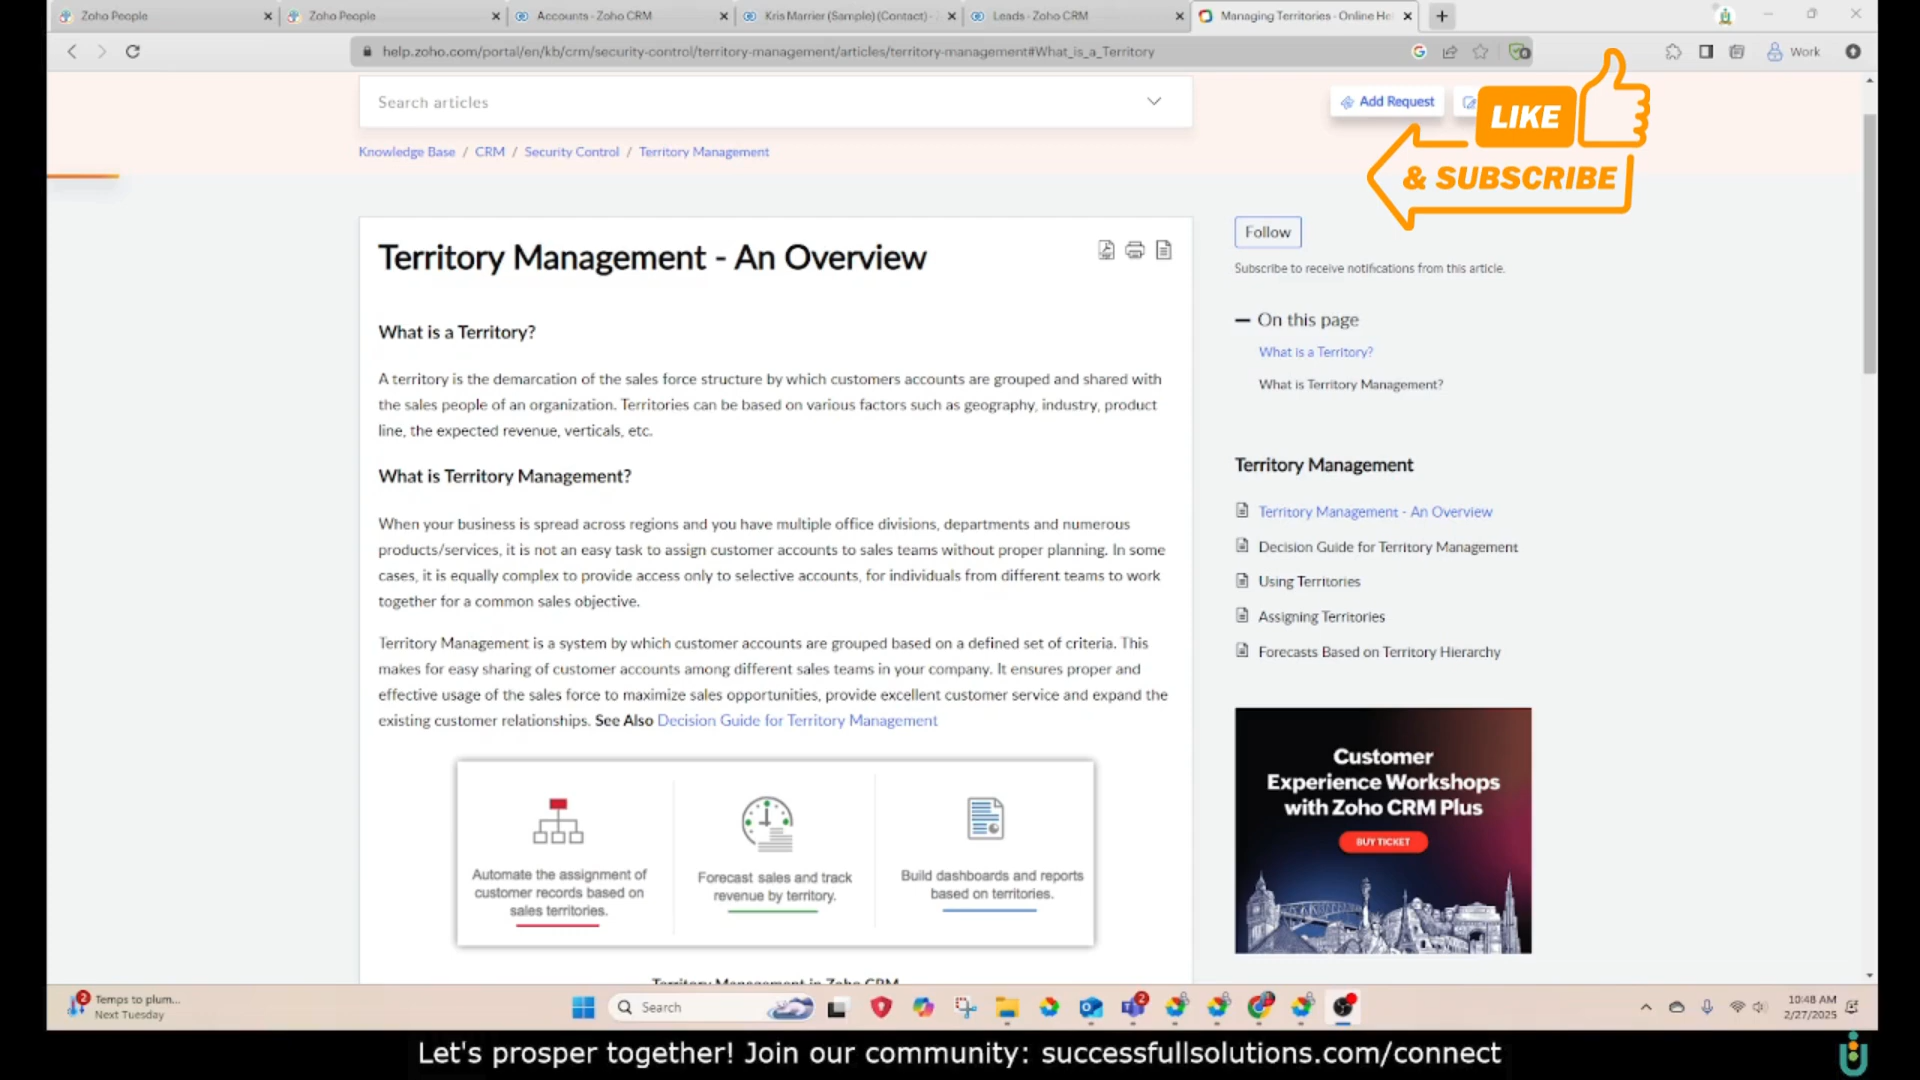 Zoho People
Zoho People
Accounts - Zoho CRM
Kris Marrier (Sample) (Contact) -
Leads - Zoho CRM
Managing Territories - Online He
help.zoho.com/portal/en/kb/crm/security-control/territory-management/articles/territory-management#What_is_a_Territory
Work
Search articles
Add Request
LIKE
& SUBSCRIBE
Knowledge Base / CRM / Security Control / Territory Management
Territory Management - An Overview
What is a Territory?
A territory is the demarcation of the sales force structure by which customers accounts are grouped and shared with
the sales people of an organization. Territories can be based on various factors such as geography, industry, product
line, the expected revenue, verticals, etc.
What is Territory Management?
When your business is spread across regions and you have multiple office divisions, departments and numerous
products/services, it is not an easy task to assign customer accounts to sales teams without proper planning. In some
cases, it is equally complex to provide access only to selective accounts, for individuals from different teams to work
together for a common sales objective.
Territory Management is a system by which customer accounts are grouped based on a defined set of criteria. This
makes for easy sharing of customer accounts among different sales teams in your company. It ensures proper and
effective usage of the sales force to maximize sales opportunities, provide excellent customer service and expand the
existing customer relationships. See Also Decision Guide for Territory Management
Automate the assignment of
customer records based on
sales territories.
Forecast sales and track
revenue by territory.
Build dashboards and reports
based on territories.
Territory Management in Zoho CRM
Follow
Subscribe to receive notifications from this article.
On this page
What is a Territory?
What is Territory Management?
Territory Management
Territory Management - An Overview
Decision Guide for Territory Management
Using Territories
Assigning Territories
Forecasts Based on Territory Hierarchy
Customer
Experience Workshops
with Zoho CRM Plus
BUY TICKET
2
Temps to plum...
Next Tuesday
Search
2
10:48 AM
2/27/2025
Let's prosper together! Join our community: successfullsolutions.com/connect